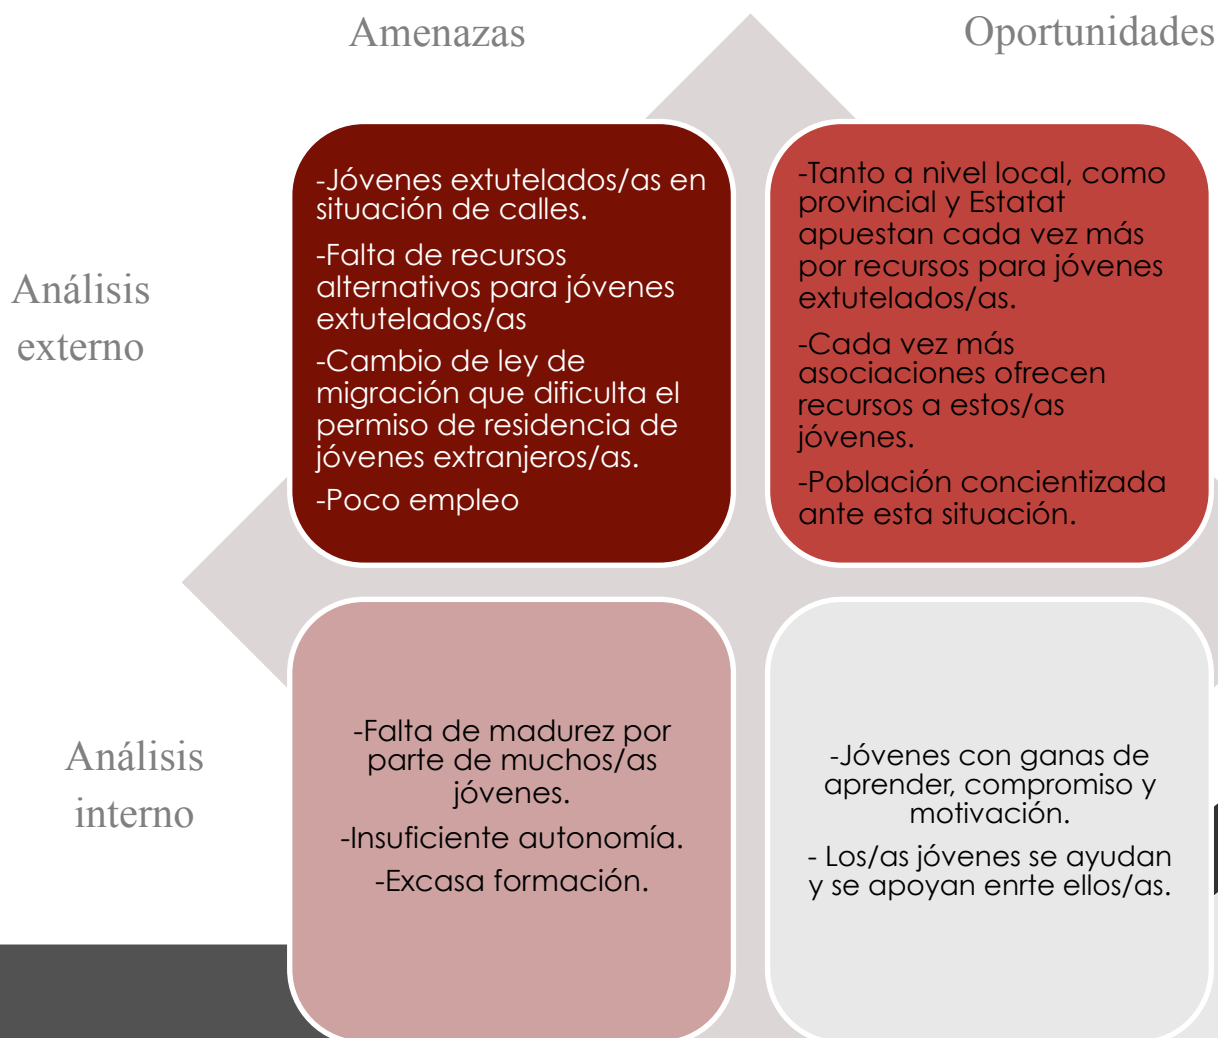 Amenazas
Oportunidades
Análisis
externo
-Jóvenes extutelados/as en
situación de calles.
-Falta de recursos
alternativos para jóvenes
extutelados/as
-Cambio de ley de
migración que dificulta el
permiso de residencia de
jóvenes extranjeros/as.
-Poco empleo
-Tanto a nivel local, como
provincial y Estatat
apuestan cada vez más
por recursos para jóvenes
extutelados/as.
-Cada vez más
asociaciones ofrecen
recursos a estos/as
jóvenes.
-Población concientizada
ante esta situación.
Análisis
interno
-Falta de madurez por
parte de muchos/as
jóvenes.
-Insuficiente autonomía.
-Excasa formación.
-Jóvenes con ganas de
aprender, compromiso y
motivación.
- Los/as jóvenes se ayudan
y se apoyan enrte ellos/as.